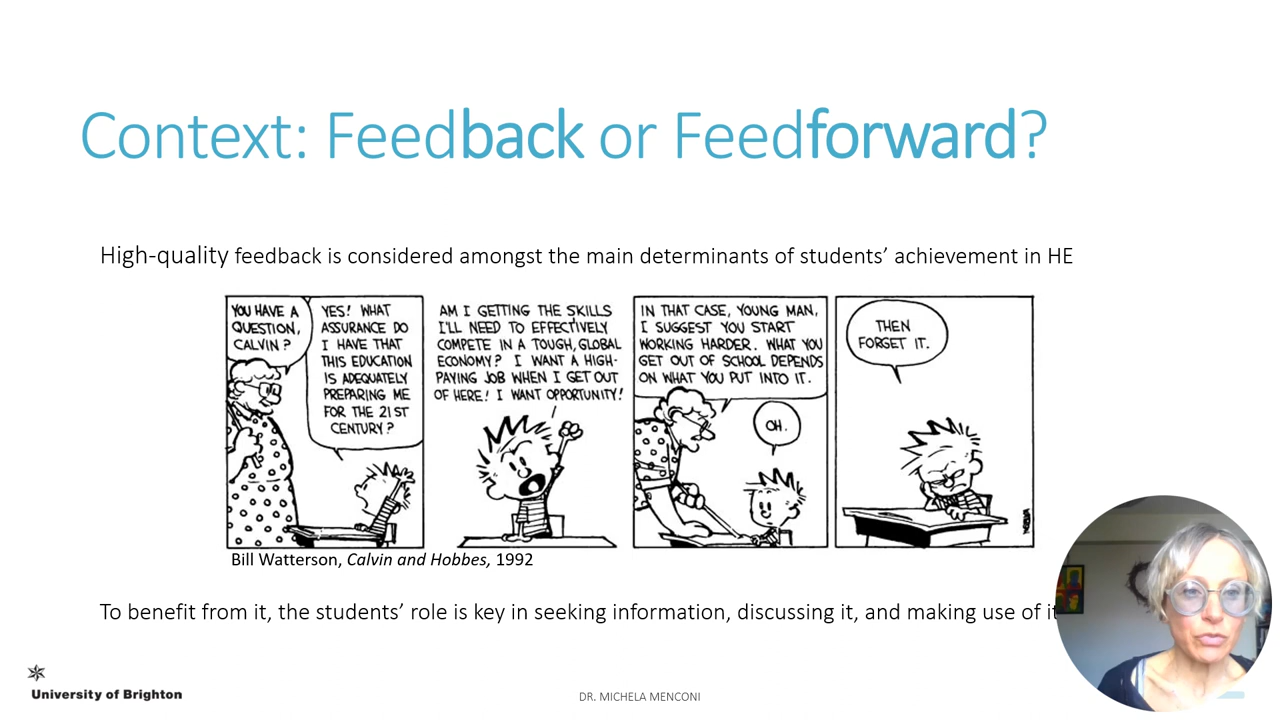 Context: Feedback or Feedforward?
High-quality feedback is considered amongst the main determinants of students’ achievement in HE
YOU HAVE A
QUESTION,
CALVIN?
YES! WHAT
ASSURANCE DO
I HAVE THAT
THIS EDUCATION
IS ADEQUATELY
PREPARING ME
FOR THE 21ST
CENTURY?
AM I GETTING THE SKILLS
I'LL NEED TO EFFECTIVELY
COMPETE IN A TOUGH, GLOBAL
ECONOMY? I WANT A HIGH-
PAYING JOB WHEN I GET OUT
OF HERE! I WANT OPPORTUNITY!
IN THAT CASE, YOUNG MAN,
I SUGGEST YOU START
WORKING HARDER. WHAT YOU
GET OUT OF SCHOOL DEPENDS
ON WHAT YOU PUT INTO IT.
OH.
THEN
FORGET IT.
Bill Watterson, Calvin and Hobbes, 1992
To benefit from it, the students’ role is key in seeking information, discussing it, and making use of it
University of Brighton
DR. MICHELA MENCONI